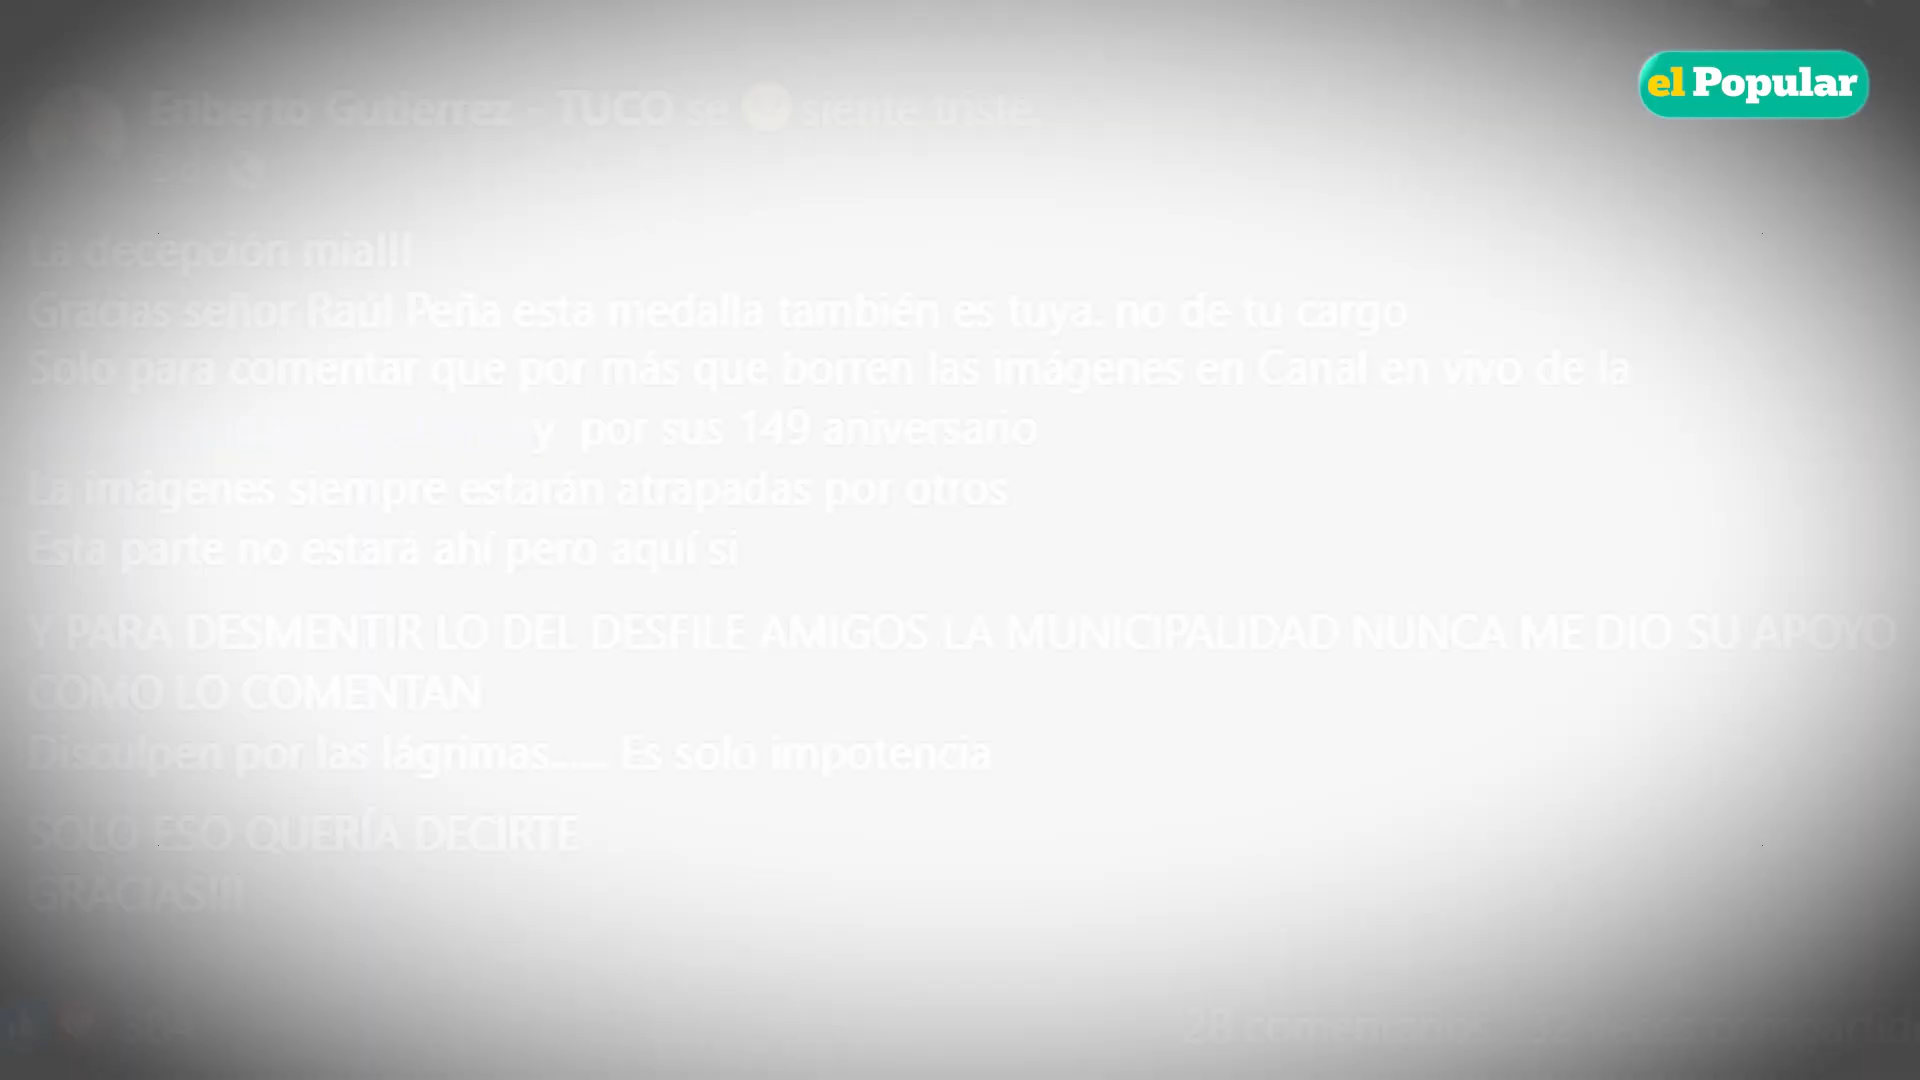 el Popular
Eriberto Gutierrez TUCO se siente triste.
La decepción mia!!!
Gracias señor Raúl Peña esta medalla también es tuya. no de tu cargo
Solo para comentar que por más que borren las imágenes en Canal en vivo de la
y por sus 149 aniversario
La imágenes siempre estarán atrapadas por otros
Esta parte no estara ahí pero aquí si
Y PARA DESMENTIR LO DEL DESFILE AMIGOS LA MUNICIPALIDAD NUNCA ME DIO SU APOYO
COMO LO COMENTAN
Disculpen por las lágrimas...... Es solo impotencia
SOLO ESO QUERÍA DECIRTE
GRACIAS!!!
28 comentarios